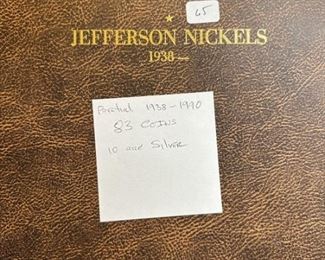 65
JEFFERSON NICKELS
1938-
Partial 1938-1990
83 COINS
10 are Silver